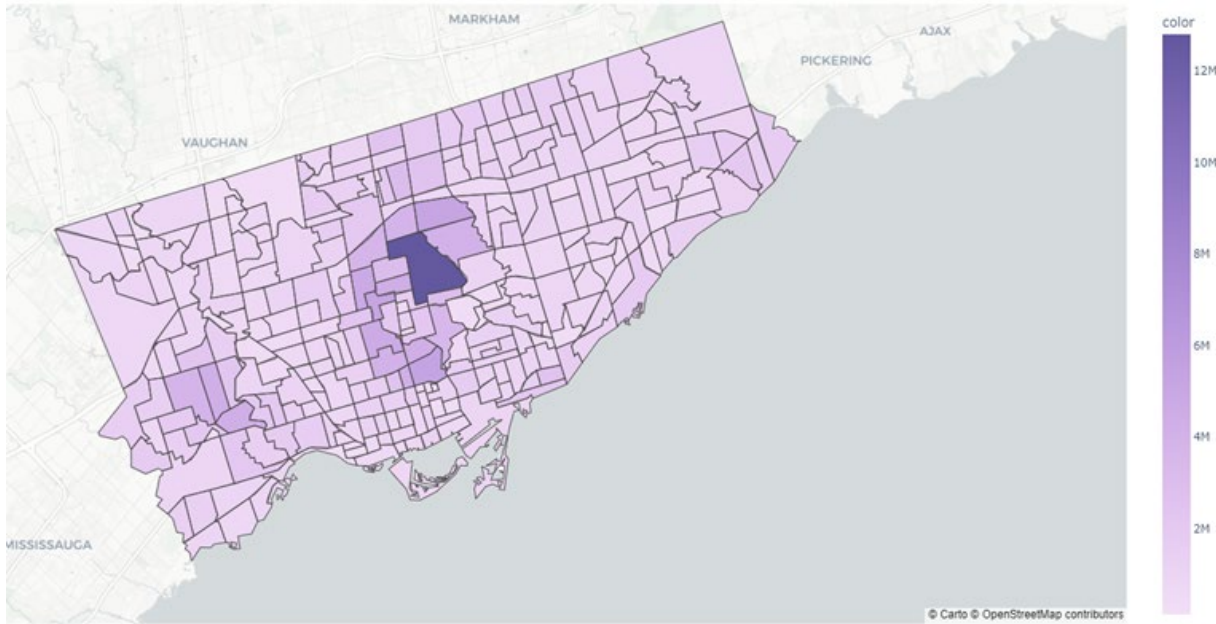 MARKHAM
AJAX
PICKERING
VAUGHAN
MISSISSAUGA
color
12M
10M
8M
6M
4M
2M
© Carto © OpenStreetMap contributors